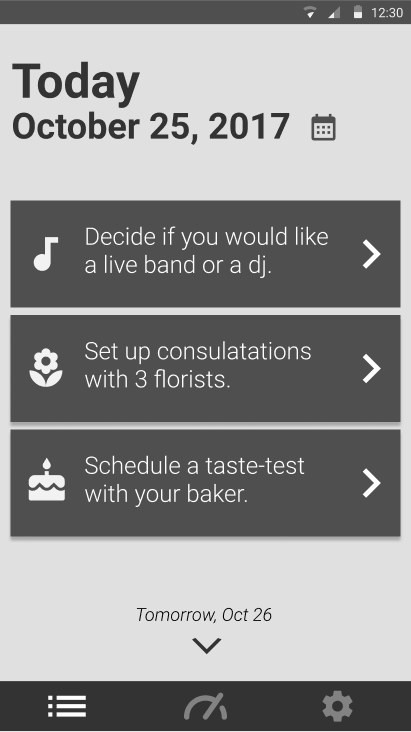 12:30
Today
October 25, 2017
Decide if you would like
a live band or a dj.
Set up consulatations
with 3 florists.
Schedule a taste-test
with your baker.
Tomorrow, Oct 26